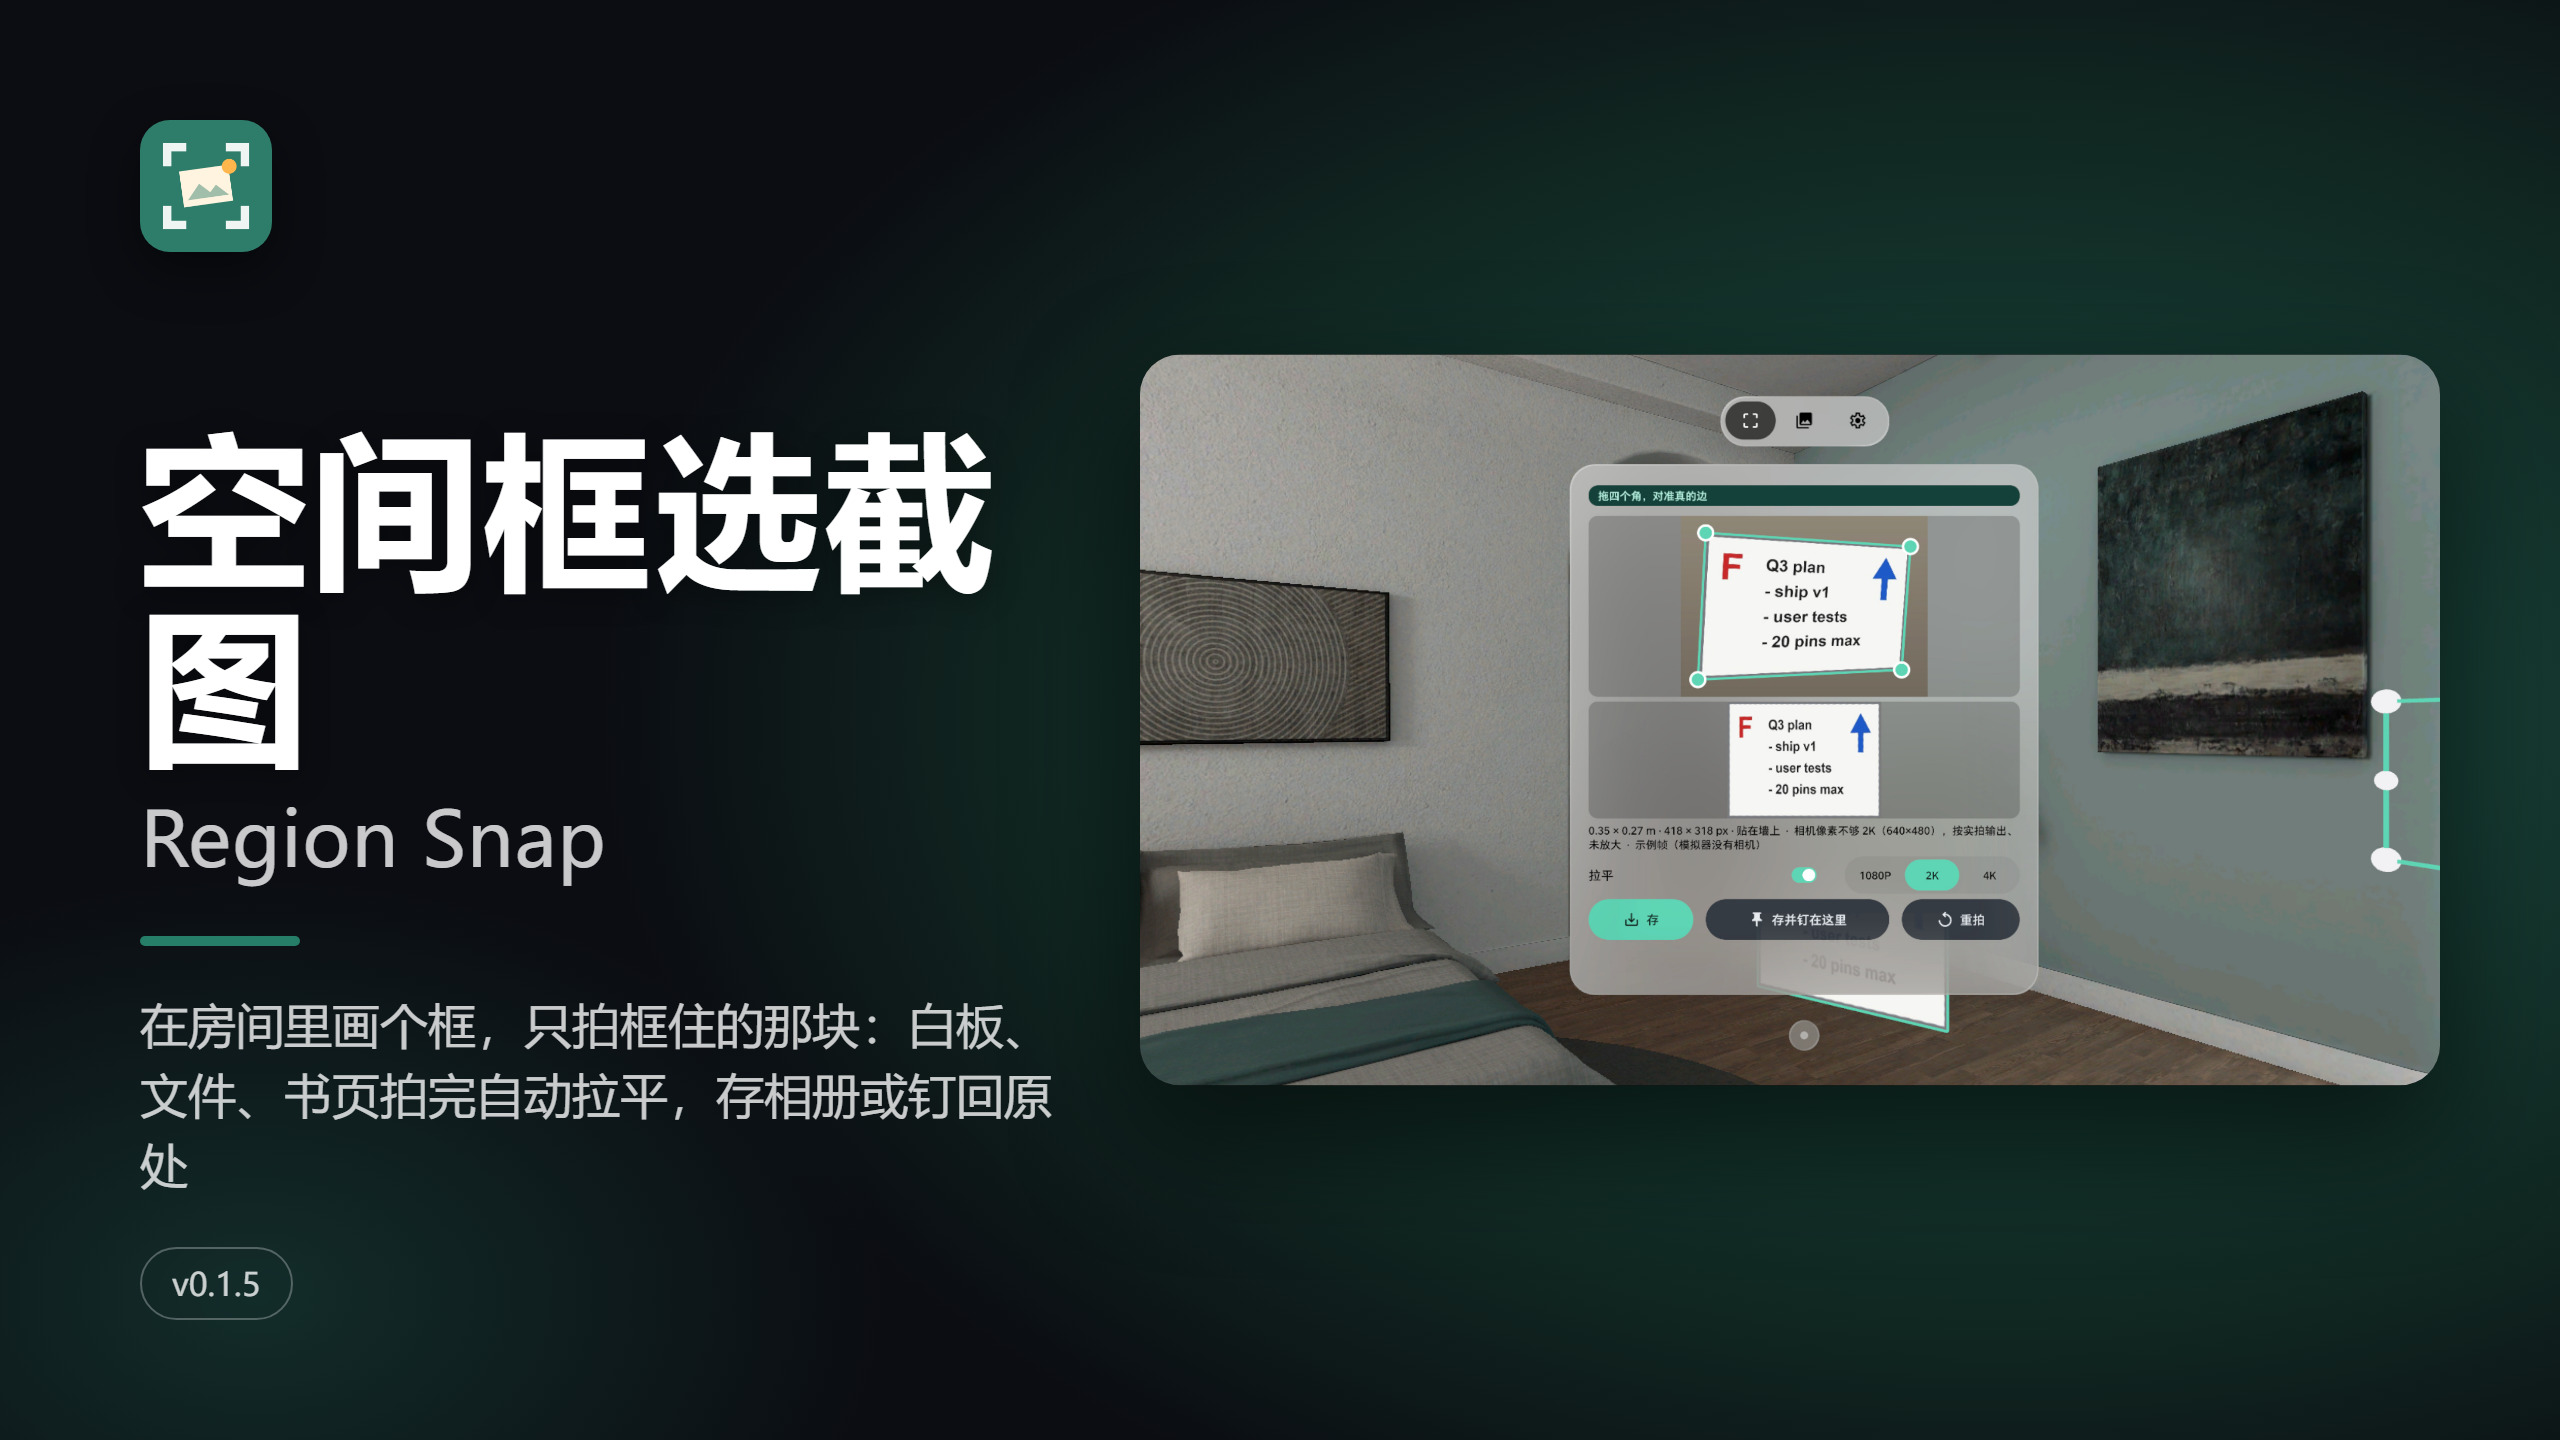 空间框选截
图
Region Snap
在房间里画个框，只拍框住的那块：白板、
文件、书页拍完自动拉平，存相册或钉回原
处
v0.1.5
拖四个角，对准真的边
F
Q3 plan
- ship v1
- user tests
- 20 pins max
F
Q3 plan
- ship v1
- user tests
- 20 pins max
0.35 × 0.27 m · 418 × 318 px · 贴在墙上 · 相机像素不够 2K（640×480），按实拍输出、
未放大 · 示例帧（模拟器没有相机）
拉平
1080P 2K 4K
存 存并钉在这里 重拍
- user tests
- 20 pins max